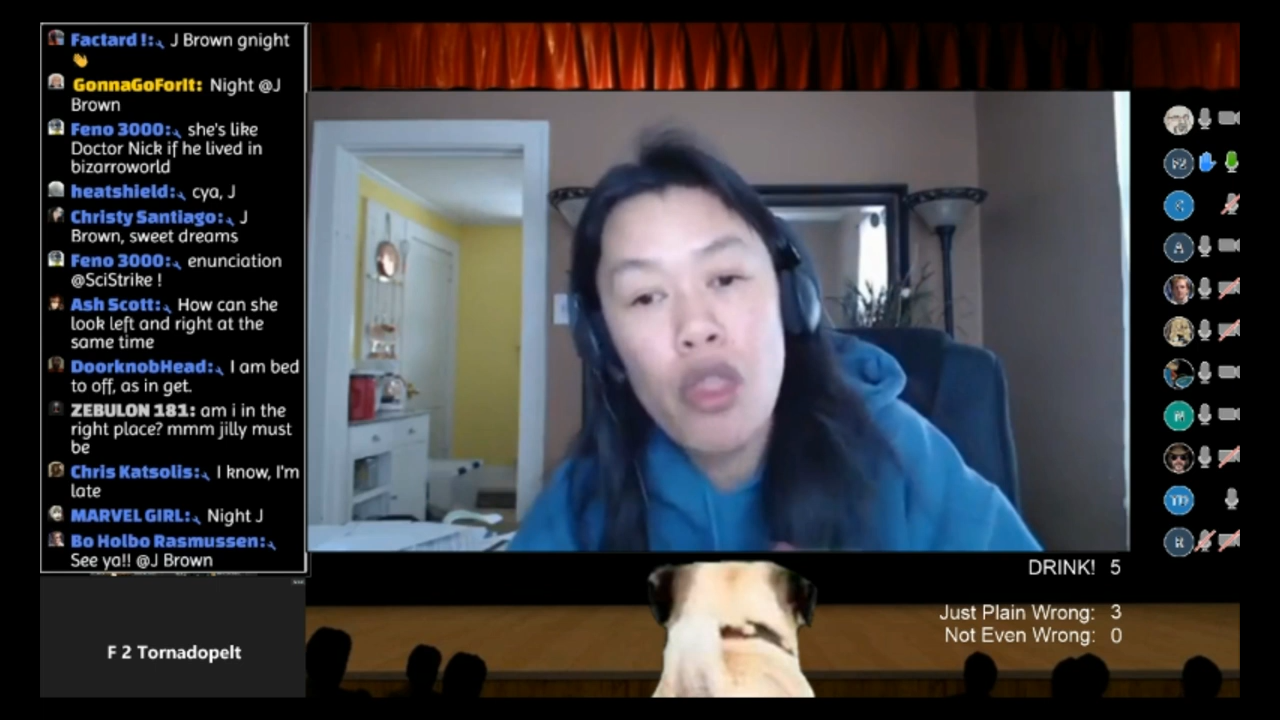 Factard !: J Brown gnight
GonnaGoForIt: Night @J
Brown
Feno 3000: she's like
Doctor Nick if he lived in
bizarroworld
heatshield: cya, J
Christy Santiago: J
Brown, sweet dreams
Feno 3000: enunciation
@SciStrike !
Ash Scott: How can she
look left and right at the
same time
DoorknobHead: I am bed
to off, as in get.
ZEBULON 181: am i in the
right place? mmm jilly must
be
Chris Katsolis: I know, I'm
late
MARVEL GIRL: Night J
Bo Holbo Rasmussen:
See ya!! @J Brown
F 2 Tornadopelt
F2
A
DRINK! 5
Just Plain Wrong: 3
Not Even Wrong: 0